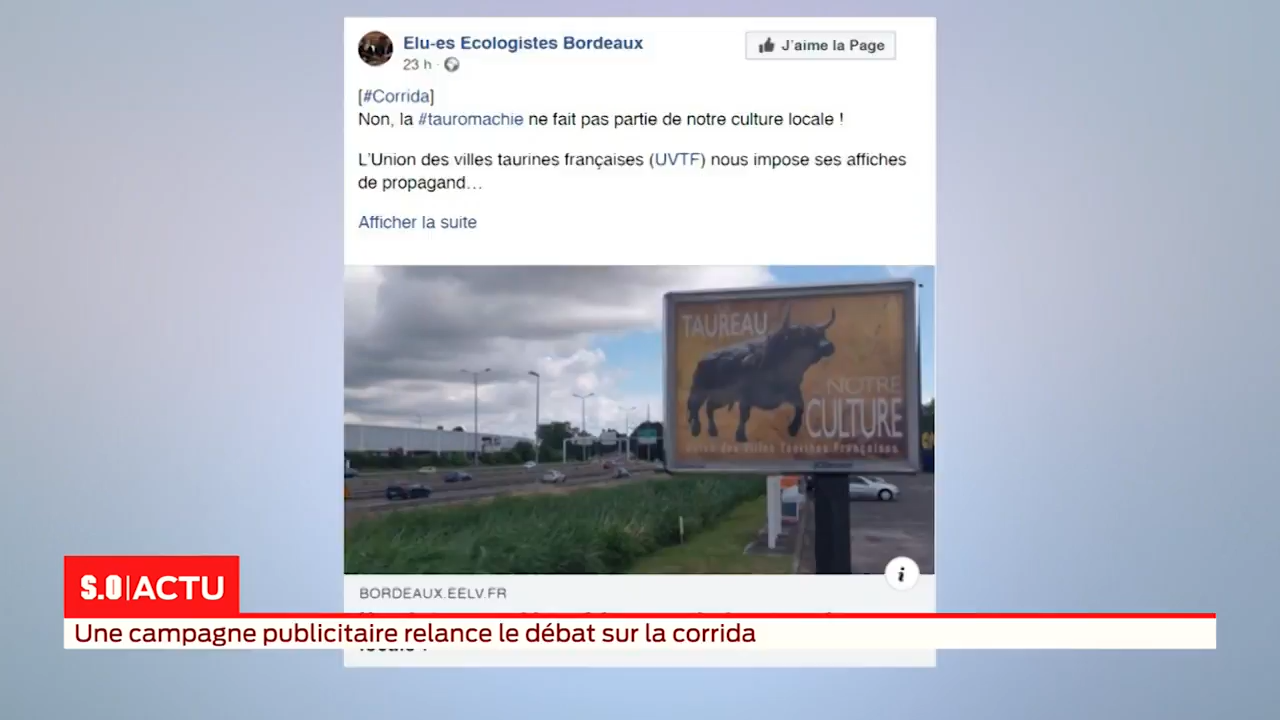 Elu-es Ecologistes Bordeaux
23 h
J'aime la Page
[#Corrida]
Non, la #tauromachie ne fait pas partie de notre culture locale !
L'Union des villes taurines françaises (UVTF) nous impose ses affiches
de propagand...
Afficher la suite
TAUREAU
NOTRE
CULTURE
Union des Villes Taurines Françaises
i
BORDEAUX.EELV.FR
S.O|ACTU
Une campagne publicitaire relance le débat sur la corrida